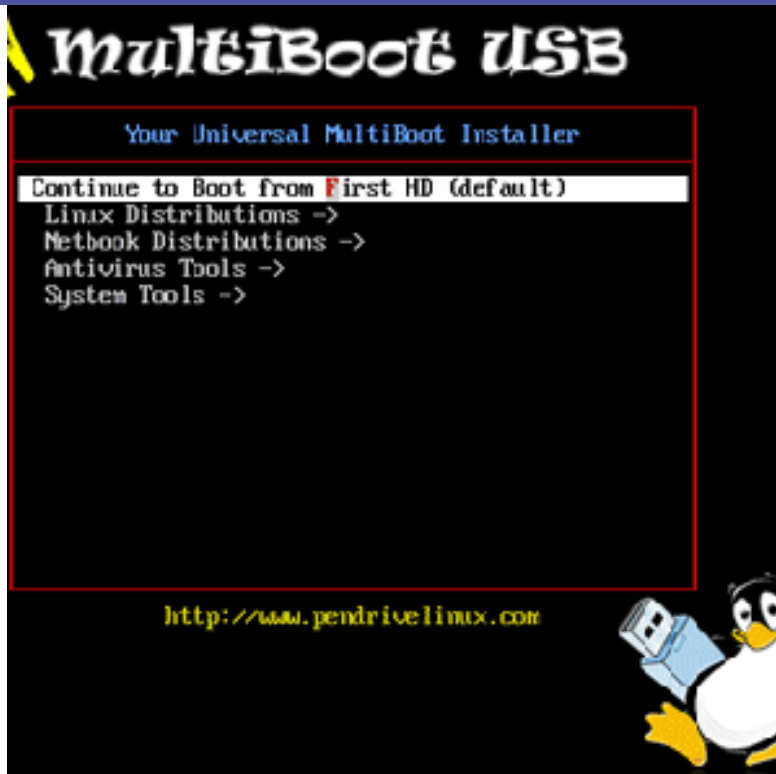 MultiBoot USB
Your Universal MultiBoot Installer
Continue to Boot from First HD (default)
Linux Distributions ->
Netbook Distributions ->
Antivirus Tools ->
System Tools ->
http://www.pendrivelinux.com